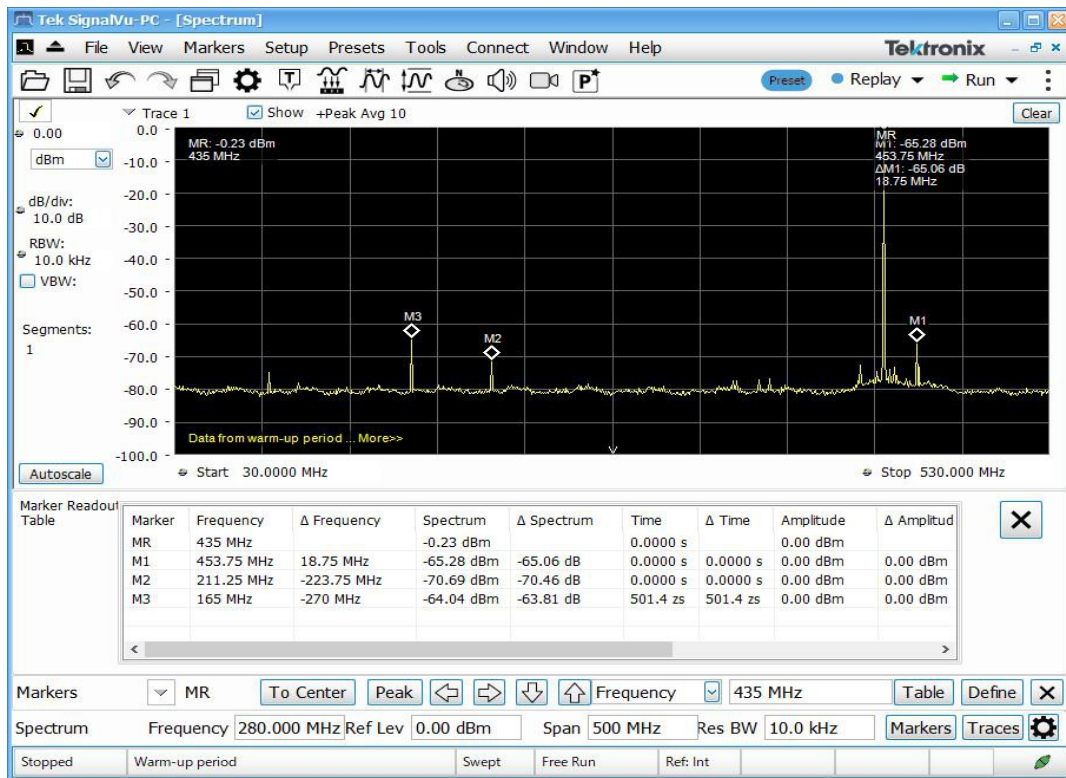 Tek SignalVu-PC - [Spectrum]
File View Markers Setup Presets Tools Connect Window Help
Tektronix
T
N
P
Preset
Replay
Run
Trace 1
Show
+Peak Avg 10
Clear
0.00
dBm
dB/div:
10.0 dB
RBW:
10.0 kHz
VBW:
Segments:
1
Autoscale
0.0
-10.0
-20.0
-30.0
-40.0
-50.0
-60.0
-70.0
-80.0
-90.0
-100.0
MR: -0.23 dBm
435 MHz
MR
M1: -65.28 dBm
453.75 MHz
ΔM1: -65.06 dB
18.75 MHz
M3
M2
M1
Data from warm-up period ... More>>
Start 30.0000 MHz
Stop 530.000 MHz
Marker Readout
Table
Marker Frequency Δ Frequency Spectrum Δ Spectrum Time Δ Time Amplitude Δ Amplitud
MR 435 MHz -0.23 dBm 0.0000 s 0.00 dBm
M1 453.75 MHz 18.75 MHz -65.28 dBm -65.06 dB 0.0000 s 0.0000 s 0.00 dBm 0.00 dBm
M2 211.25 MHz -223.75 MHz -70.69 dBm -70.46 dB 0.0000 s 0.0000 s 0.00 dBm 0.00 dBm
M3 165 MHz -270 MHz -64.04 dBm -63.81 dB 501.4 zs 501.4 zs 0.00 dBm 0.00 dBm
Markers MR To Center Peak Frequency 435 MHz Table Define
Spectrum Frequency 280.000 MHz Ref Lev 0.00 dBm Span 500 MHz Res BW 10.0 kHz Markers Traces
Stopped Warm-up period Swept Free Run Ref: Int